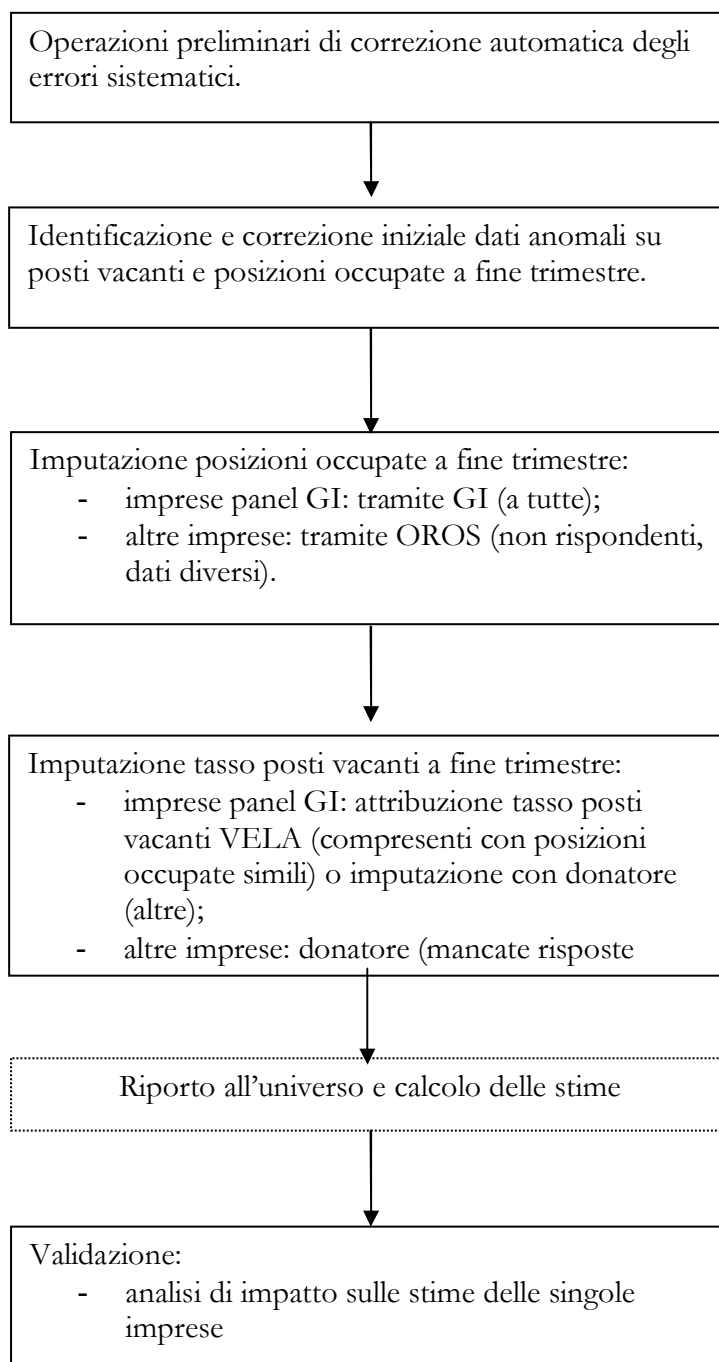 Operazioni preliminari di correzione automatica degli
errori sistematici.
Identificazione e correzione iniziale dati anomali su
posti vacanti e posizioni occupate a fine trimestre.
Imputazione posizioni occupate a fine trimestre:
- imprese panel GI: tramite GI (a tutte);
- altre imprese: tramite OROS (non rispondenti,
dati diversi).
Imputazione tasso posti vacanti a fine trimestre:
- imprese panel GI: attribuzione tasso posti
vacanti VELA (compresenti con posizioni
occupate simili) o imputazione con donatore
(altre);
- altre imprese: donatore (mancate risposte
Riporto all'universo e calcolo delle stime
Validazione:
- analisi di impatto sulle stime delle singole
imprese